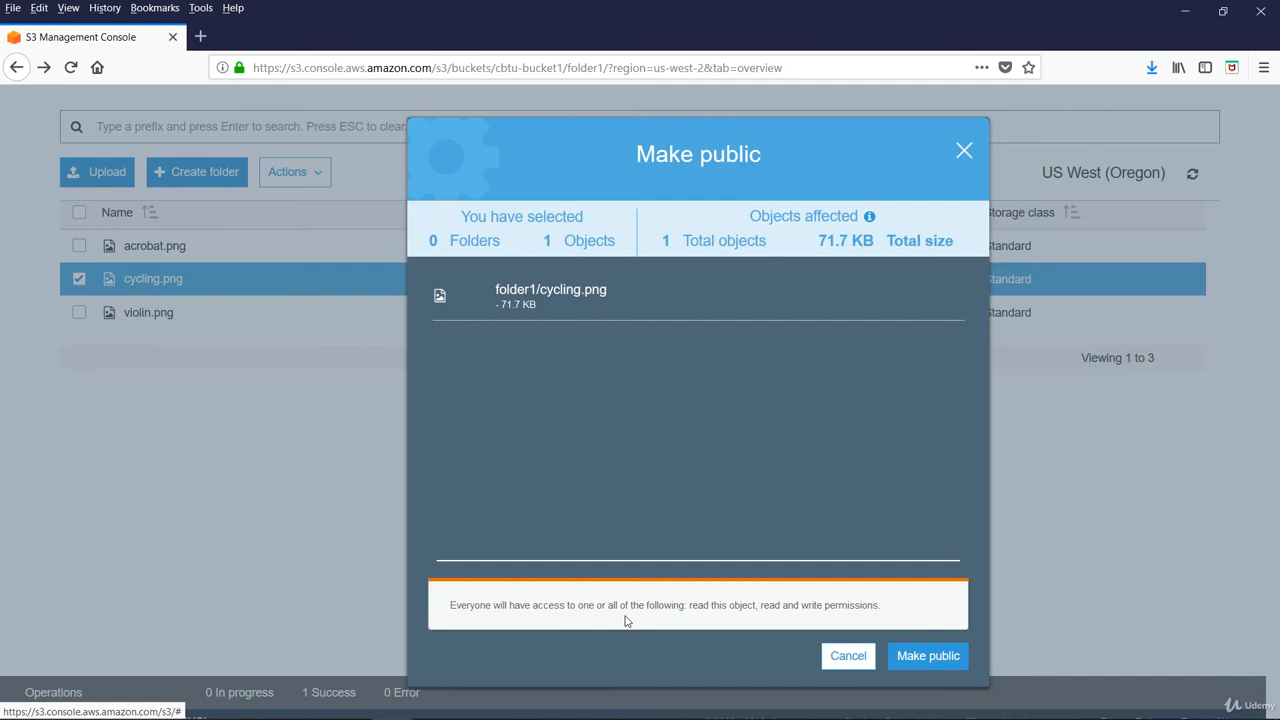 File Edit View History Bookmarks Tools Help
S3 Management Console
https://s3.console.aws.amazon.com/s3/buckets/cbtu-bucket1/folder1/?region=us-west-2&tab=overview
Type a prefix and press Enter to search. Press ESC to clear.
Upload Create folder Actions US West (Oregon)
Name Storage class
acrobat.png Standard
cycling.png Standard
violin.png Standard
Viewing 1 to 3
Make public
You have selected Objects affected
0 Folders 1 Objects 1 Total objects 71.7 KB Total size
folder1/cycling.png
- 71.7 KB
Everyone will have access to one or all of the following: read this object, read and write permissions.
Cancel Make public
Operations 0 In progress 1 Success 0 Error
https://s3.console.aws.amazon.com/s3/#
Udemy